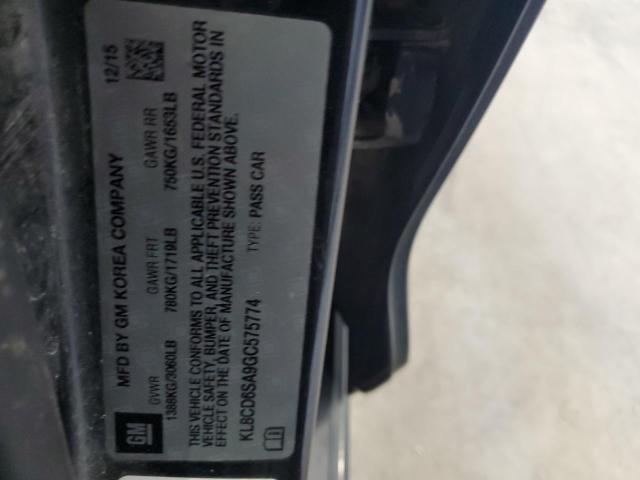 GM
MFD BY GM KOREA COMPANY
12/15
GVWR GAWR FRT GAWR RR
1388KG/3060LB 780KG/1719LB 750KG/1653LB
THIS VEHICLE CONFORMS TO ALL APPLICABLE U.S. FEDERAL MOTOR
VEHICLE SAFETY, BUMPER, AND THEFT PREVENTION STANDARDS IN
EFFECT ON THE DATE OF MANUFACTURE SHOWN ABOVE.
KL8CD6SA9GC575774 TYPE: PASS CAR